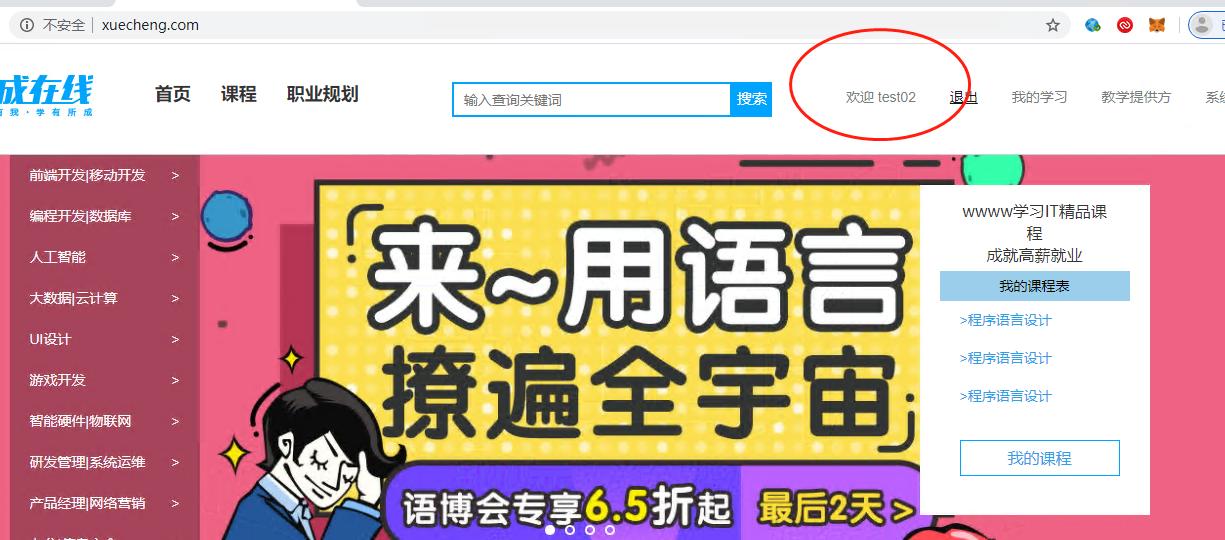 不安全 xuecheng.com
成在线
有我·学有所成
首页 课程 职业规划
输入查询关键词 搜索
欢迎 test02 退出 我的学习 教学提供方
前端开发|移动开发 >
编程开发|数据库 >
人工智能 >
大数据|云计算 >
UI设计 >
游戏开发 >
智能硬件|物联网 >
研发管理|系统运维 >
产品经理|网络营销 >
来~用语言
撩遍全宇宙
语博会专享6.5折起 最后2天 >
wwww学习IT精品课
程
成就高薪就业
我的课程表
>程序语言设计
>程序语言设计
>程序语言设计
我的课程